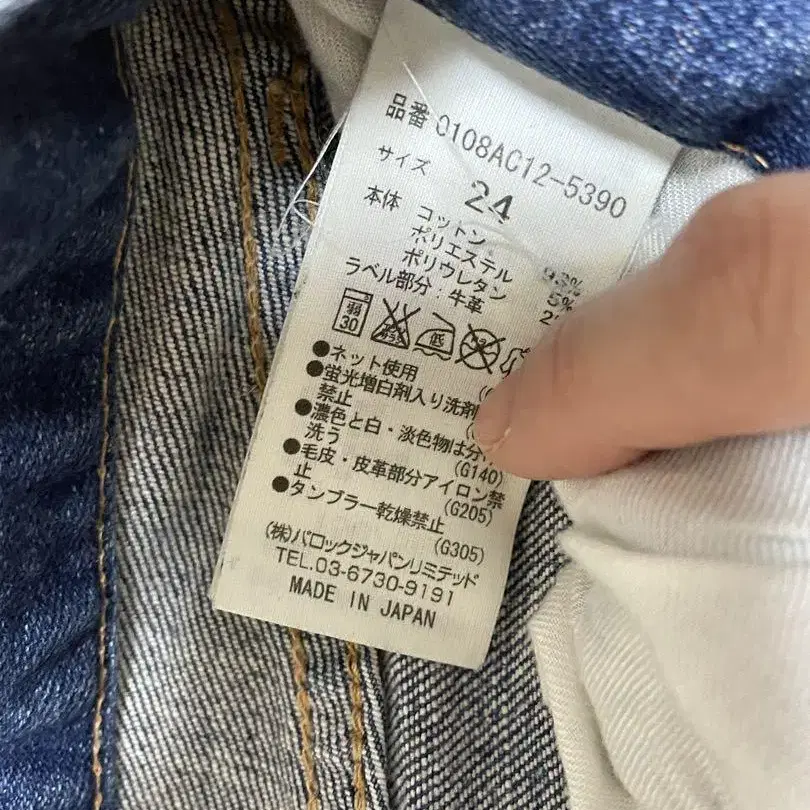 品番 0108AC12-5390
サイズ 24
本体 コットン 93%
ポリエステル 5%
ポリウレタン
ラベル部分:牛革
弱 30 低
●ネット使用
●蛍光増白剤入り洗剤
禁止
●濃色と白・淡色物は分
洗う (G140)
●毛皮・皮革部分アイロン禁
止 (G205)
●タンブラー乾燥禁止
(G305)
(株)バロックジャパンリミテッド
TEL.03-6730-9191
MADE IN JAPAN